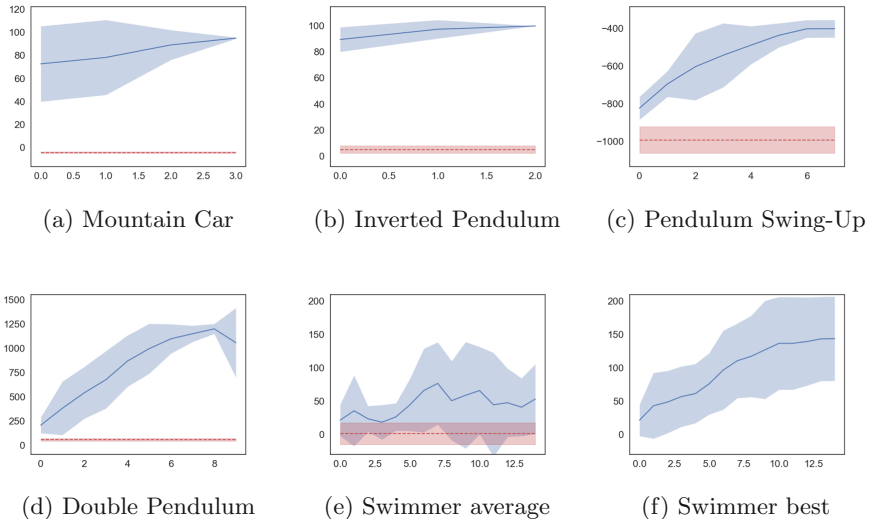 120
100
80
60
40
20
0
0.0 0.5 1.0 1.5 2.0 2.5 3.0
(a) Mountain Car
100
80
60
40
20
0
0.0 0.5 1.0 1.5 2.0
(b) Inverted Pendulum
−400
−600
−800
−1000
0 2 4 6
(c) Pendulum Swing-Up
1500
1250
1000
750
500
250
0
0 2 4 6 8
(d) Double Pendulum
200
150
100
50
0
0.0 2.5 5.0 7.5 10.0 12.5
(e) Swimmer average
200
150
100
50
0
0.0 2.5 5.0 7.5 10.0 12.5
(f) Swimmer best